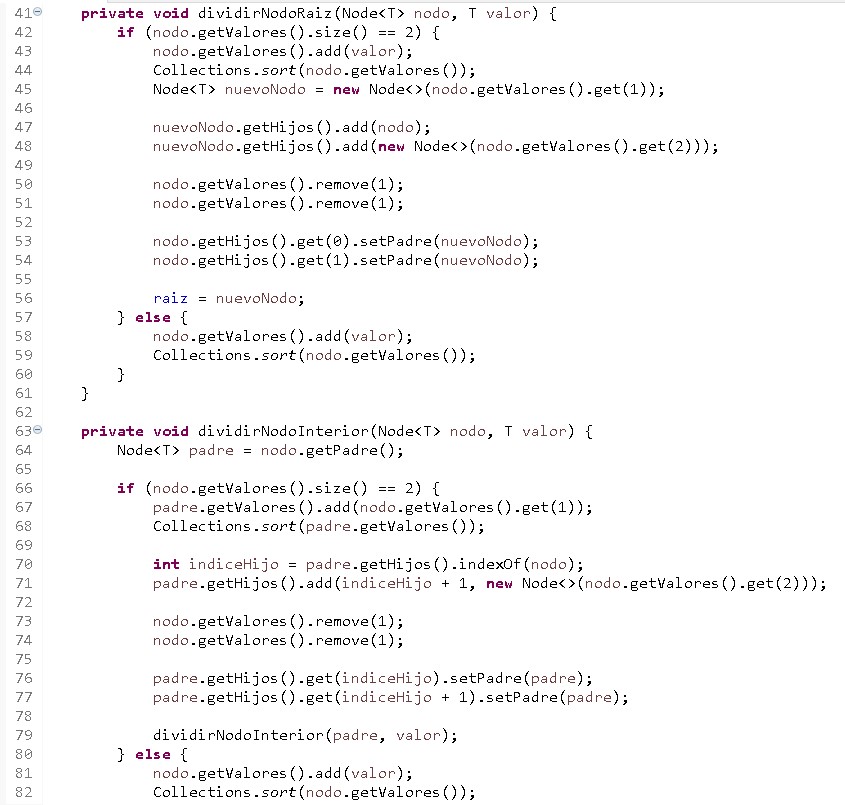 41 private void dividirNodoRaiz(Node<T> nodo, T valor) {
42 if (nodo.getValores().size() == 2) {
43 nodo.getValores().add(valor);
44 Collections.sort(nodo.getValores());
45 Node<T> nuevoNodo = new Node<>(nodo.getValores().get(1));
46
47 nuevoNodo.getHijos().add(nodo);
48 nuevoNodo.getHijos().add(new Node<>(nodo.getValores().get(2)));
49
50 nodo.getValores().remove(1);
51 nodo.getValores().remove(1);
52
53 nodo.getHijos().get(0).setPadre(nuevoNodo);
54 nodo.getHijos().get(1).setPadre(nuevoNodo);
55
56 raiz = nuevoNodo;
57 } else {
58 nodo.getValores().add(valor);
59 Collections.sort(nodo.getValores());
60 }
61 }
62
63 private void dividirNodoInterior(Node<T> nodo, T valor) {
64 Node<T> padre = nodo.getPadre();
65
66 if (nodo.getValores().size() == 2) {
67 padre.getValores().add(nodo.getValores().get(1));
68 Collections.sort(padre.getValores());
69
70 int indiceHijo = padre.getHijos().indexOf(nodo);
71 padre.getHijos().add(indiceHijo + 1, new Node<>(nodo.getValores().get(2)));
72
73 nodo.getValores().remove(1);
74 nodo.getValores().remove(1);
75
76 padre.getHijos().get(indiceHijo).setPadre(padre);
77 padre.getHijos().get(indiceHijo + 1).setPadre(padre);
78
79 dividirNodoInterior(padre, valor);
80 } else {
81 nodo.getValores().add(valor);
82 Collections.sort(nodo.getValores());